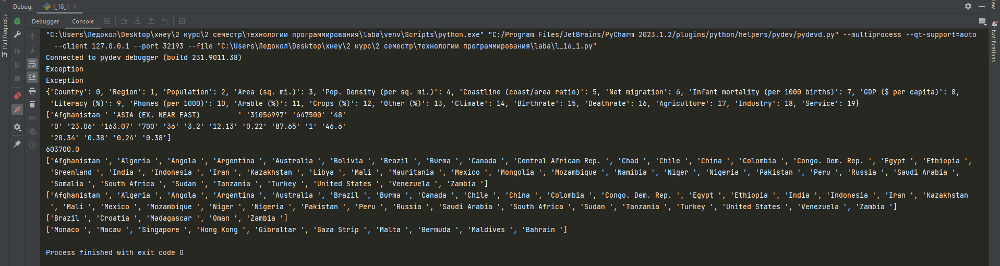 Debug: l_16_1
Debugger Console
Pull Requests
Notifications
"C:\Users\Ледокол\Desktop\хнеу\2 курс\2 семестр\технологии программирования\laba\venv\Scripts\python.exe" "C:/Program Files/JetBrains/PyCharm 2023.1.2/plugins/python/helpers/pydev/pydevd.py" --multiprocess --qt-support=auto
--client 127.0.0.1 --port 32193 --file "C:\Users\Ледокол\Desktop\хнеу\2 курс\2 семестр\технологии программирования\laba\l_16_1.py"
Connected to pydev debugger (build 231.9011.38)
Exception
Exception
{'Country': 0, 'Region': 1, 'Population': 2, 'Area (sq. mi.)': 3, 'Pop. Density (per sq. mi.)': 4, 'Coastline (coast/area ratio)': 5, 'Net migration': 6, 'Infant mortality (per 1000 births)': 7, 'GDP ($ per capita)': 8,
'Literacy (%)': 9, 'Phones (per 1000)': 10, 'Arable (%)': 11, 'Crops (%)': 12, 'Other (%)': 13, 'Climate': 14, 'Birthrate': 15, 'Deathrate': 16, 'Agriculture': 17, 'Industry': 18, 'Service': 19}
['Afghanistan ' 'ASIA (EX. NEAR EAST)         ' '31056997' '647500' '48'
'0' '23.06' '163.07' '700' '36' '3.2' '12.13' '0.22' '87.65' '1' '46.6'
'20.34' '0.38' '0.24' '0.38']
603700.0
['Afghanistan ', 'Algeria ', 'Angola ', 'Argentina ', 'Australia ', 'Bolivia ', 'Brazil ', 'Burma ', 'Canada ', 'Central African Rep. ', 'Chad ', 'Chile ', 'China ', 'Colombia ', 'Congo. Dem. Rep. ', 'Egypt ', 'Ethiopia ',
'Greenland ', 'India ', 'Indonesia ', 'Iran ', 'Kazakhstan ', 'Libya ', 'Mali ', 'Mauritania ', 'Mexico ', 'Mongolia ', 'Mozambique ', 'Namibia ', 'Niger ', 'Nigeria ', 'Pakistan ', 'Peru ', 'Russia ', 'Saudi Arabia ',
'Somalia ', 'South Africa ', 'Sudan ', 'Tanzania ', 'Turkey ', 'United States ', 'Venezuela ', 'Zambia ']
['Afghanistan ', 'Algeria ', 'Angola ', 'Argentina ', 'Australia ', 'Brazil ', 'Burma ', 'Canada ', 'Chile ', 'China ', 'Colombia ', 'Congo. Dem. Rep. ', 'Egypt ', 'Ethiopia ', 'India ', 'Indonesia ', 'Iran ', 'Kazakhstan
', 'Mali ', 'Mexico ', 'Mozambique ', 'Niger ', 'Nigeria ', 'Pakistan ', 'Peru ', 'Russia ', 'Saudi Arabia ', 'South Africa ', 'Sudan ', 'Tanzania ', 'Turkey ', 'United States ', 'Venezuela ', 'Zambia ']
['Brazil ', 'Croatia ', 'Madagascar ', 'Oman ', 'Zambia ']
['Monaco ', 'Macau ', 'Singapore ', 'Hong Kong ', 'Gibraltar ', 'Gaza Strip ', 'Malta ', 'Bermuda ', 'Maldives ', 'Bahrain ']
Process finished with exit code 0